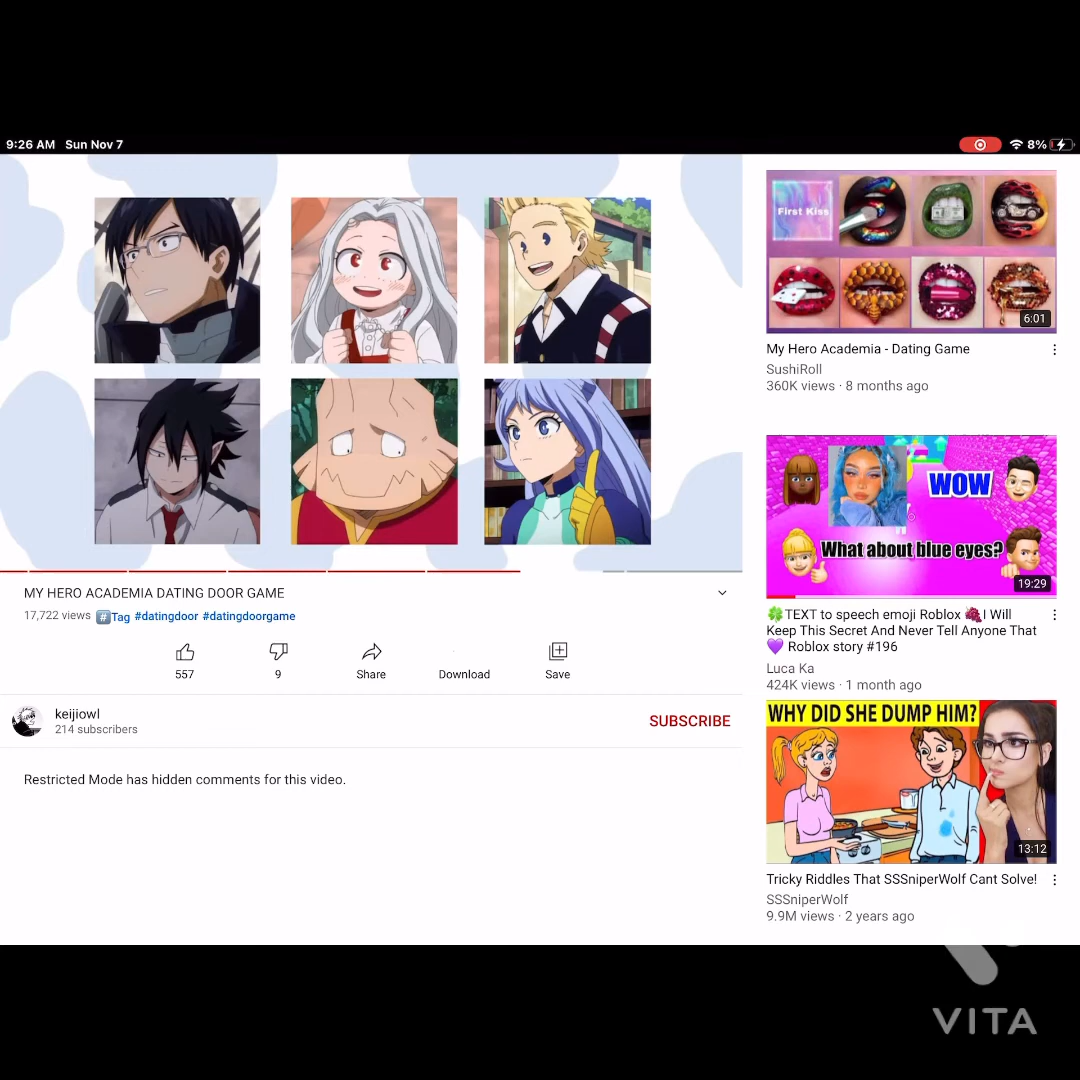 9:26 AM Sun Nov 7
8%
First Kiss
6:01
My Hero Academia - Dating Game
SushiRoll
360K views · 8 months ago
WOW
What about blue eyes?
19:29
🍀TEXT to speech emoji Roblox 🍇I Will
Keep This Secret And Never Tell Anyone That
💜 Roblox story #196
Luca Ka
424K views · 1 month ago
MY HERO ACADEMIA DATING DOOR GAME
17,722 views #️⃣Tag #datingdoor #datingdoorgame
557
9
Share
Download
Save
keijiowl
214 subscribers
SUBSCRIBE
Restricted Mode has hidden comments for this video.
WHY DID SHE DUMP HIM?
13:12
Tricky Riddles That SSSniperWolf Cant Solve!
SSSniperWolf
9.9M views · 2 years ago
VITA